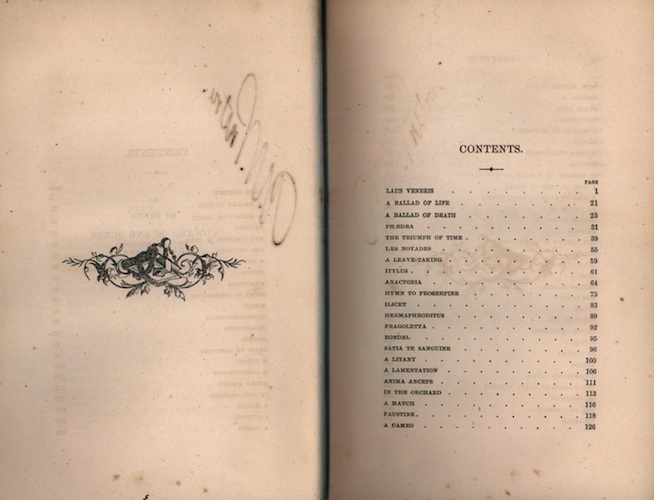 CONTENTS.
PAGE
LAUS VENERIS 1
A BALLAD OF LIFE 21
A BALLAD OF DEATH 25
PHÆDRA 31
THE TRIUMPH OF TIME 39
LES NOYADES 55
A LEAVE-TAKING 59
ITYLUS 61
ANACTORIA 64
HYMN TO PROSERPINE 75
ILICET 83
HERMAPHRODITUS 89
FRAGOLETTA 92
RONDEL 95
SATIA TE SANGUINE 96
A LITANY 100
A LAMENTATION 106
ANIMA ANCEPS 111
IN THE ORCHARD 113
A MATCH 116
FAUSTINE 118
A CAMEO 126